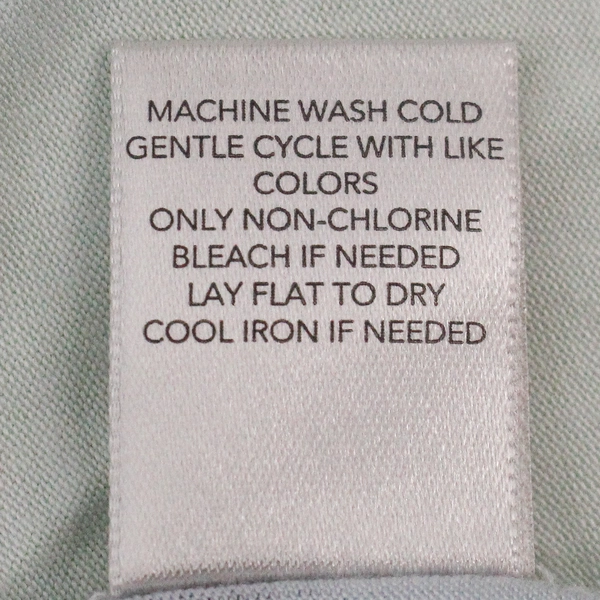 MACHINE WASH COLD
GENTLE CYCLE WITH LIKE
COLORS
ONLY NON-CHLORINE
BLEACH IF NEEDED
LAY FLAT TO DRY
COOL IRON IF NEEDED